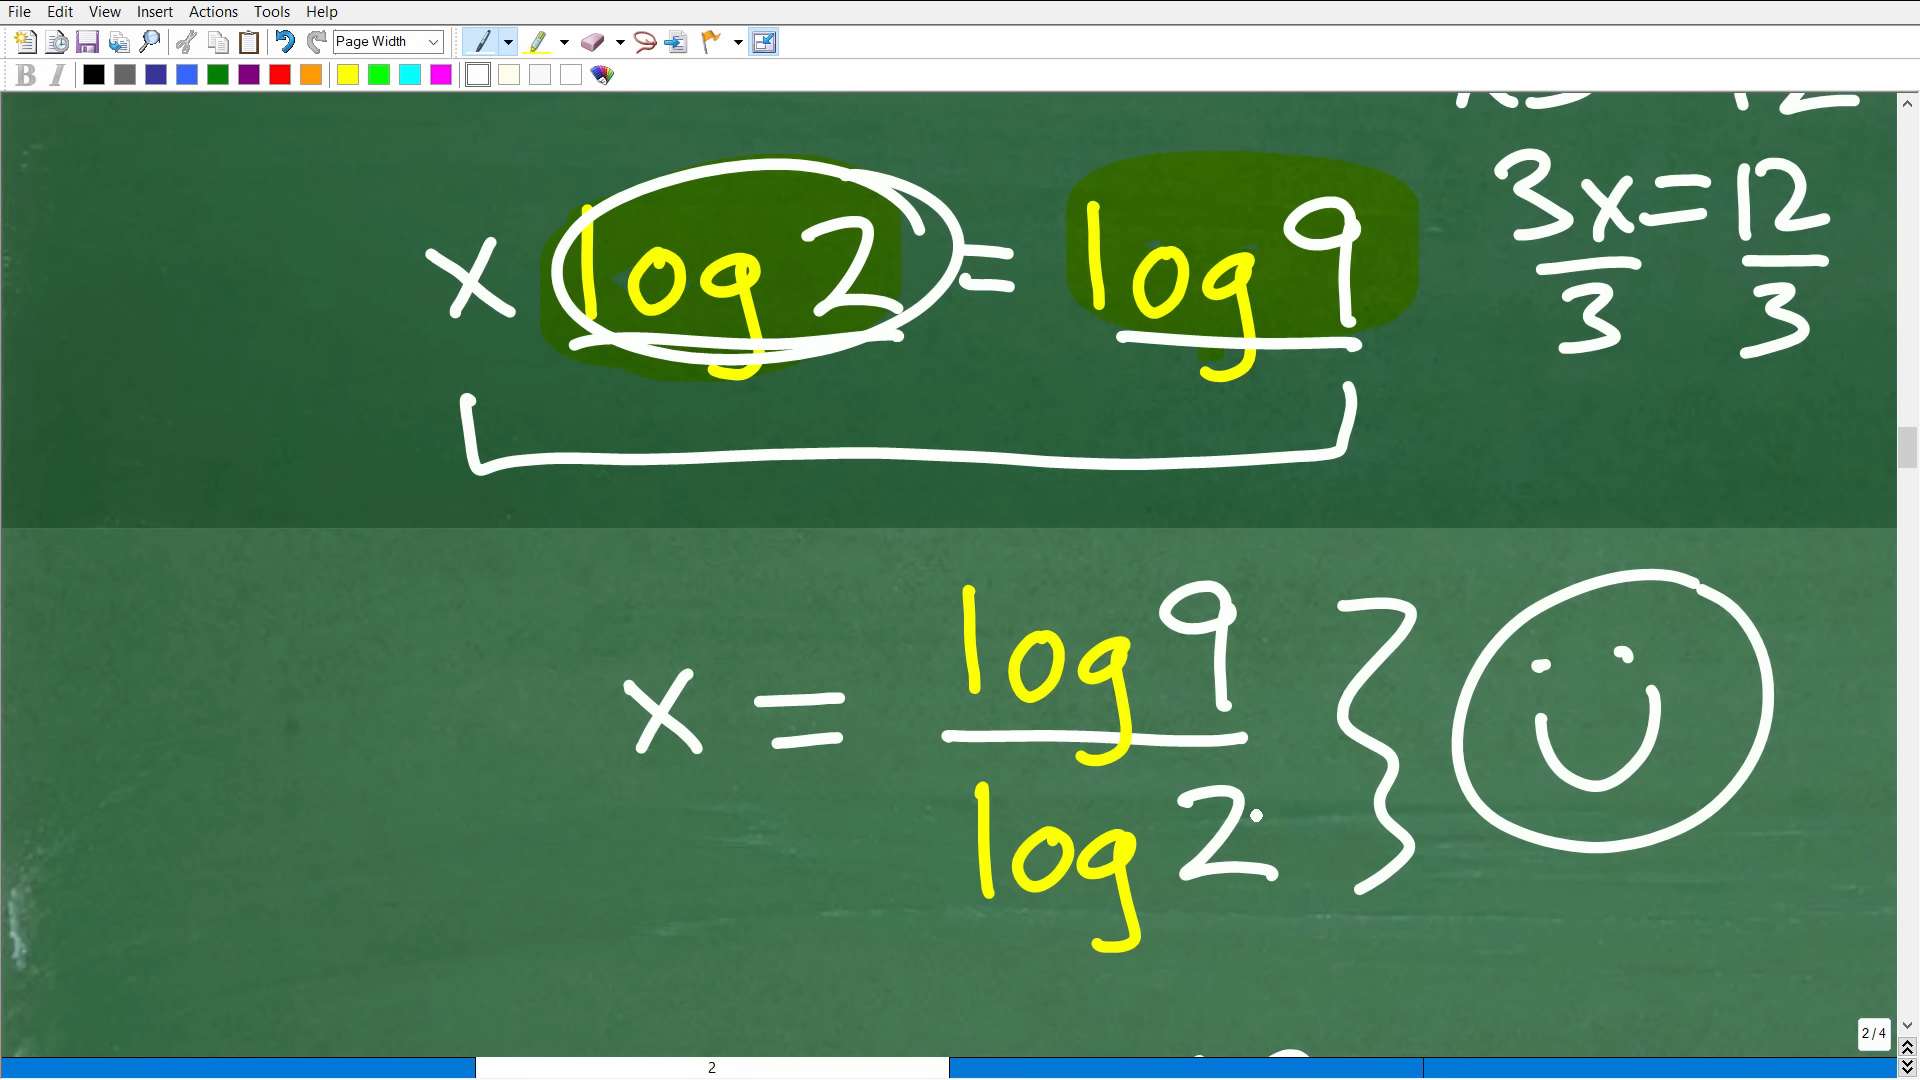 File Edit View Insert Actions Tools Help
Page Width
B I
x log 2 = log 9
3x = 12
3 3
x = log 9
log 2
2 / 4
2